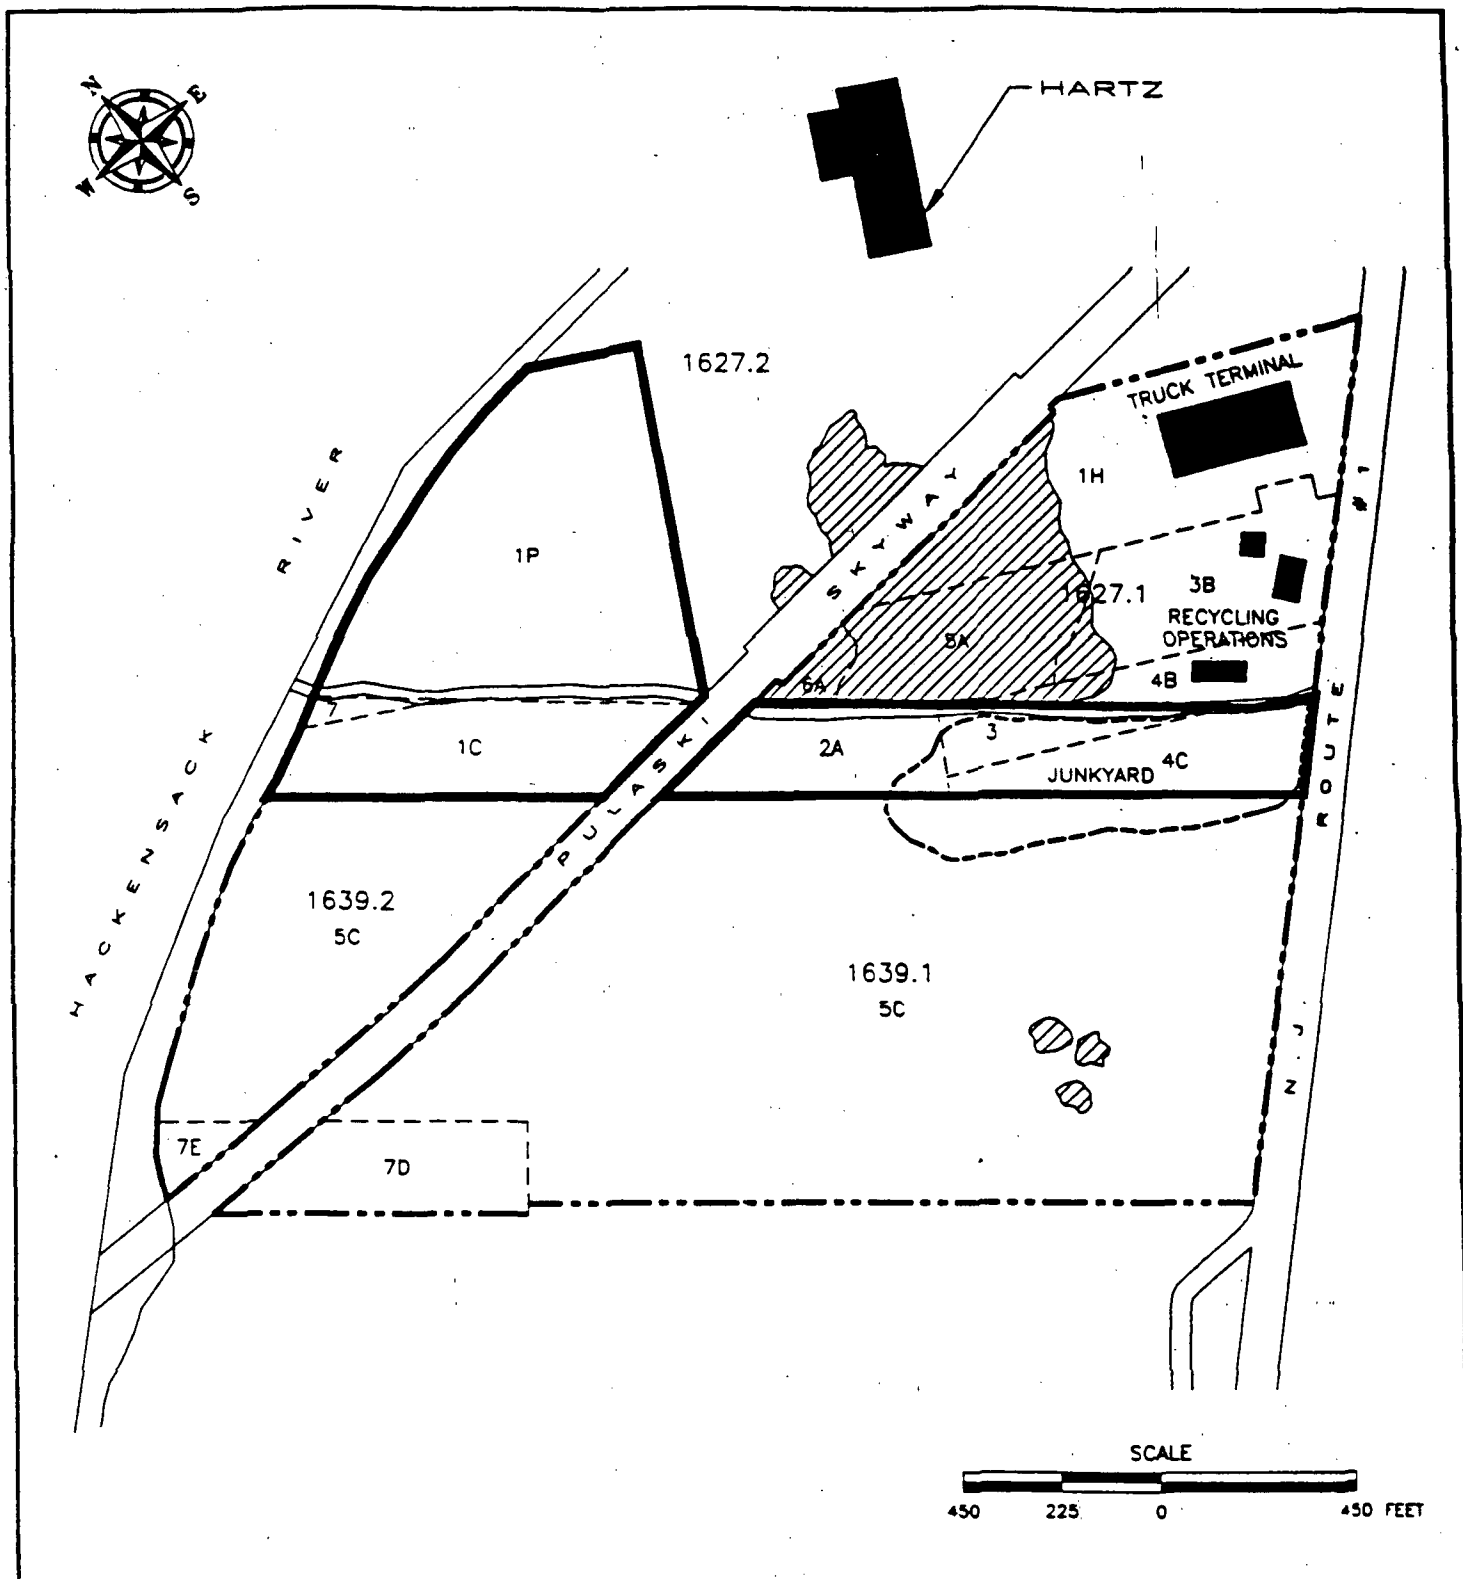 N
E
W
S
HARTZ
1627.2
TRUCK TERMINAL
1H
HACKENSACK RIVER
PULASKI SKYWAY
N.J. ROUTE #1
1P
1627.1
3B
RECYCLING
OPERATIONS
5A
6A
4B
1C
2A
3
4C
JUNKYARD
1639.2
5C
1639.1
5C
7E
7D
SCALE
450 225 0 450 FEET